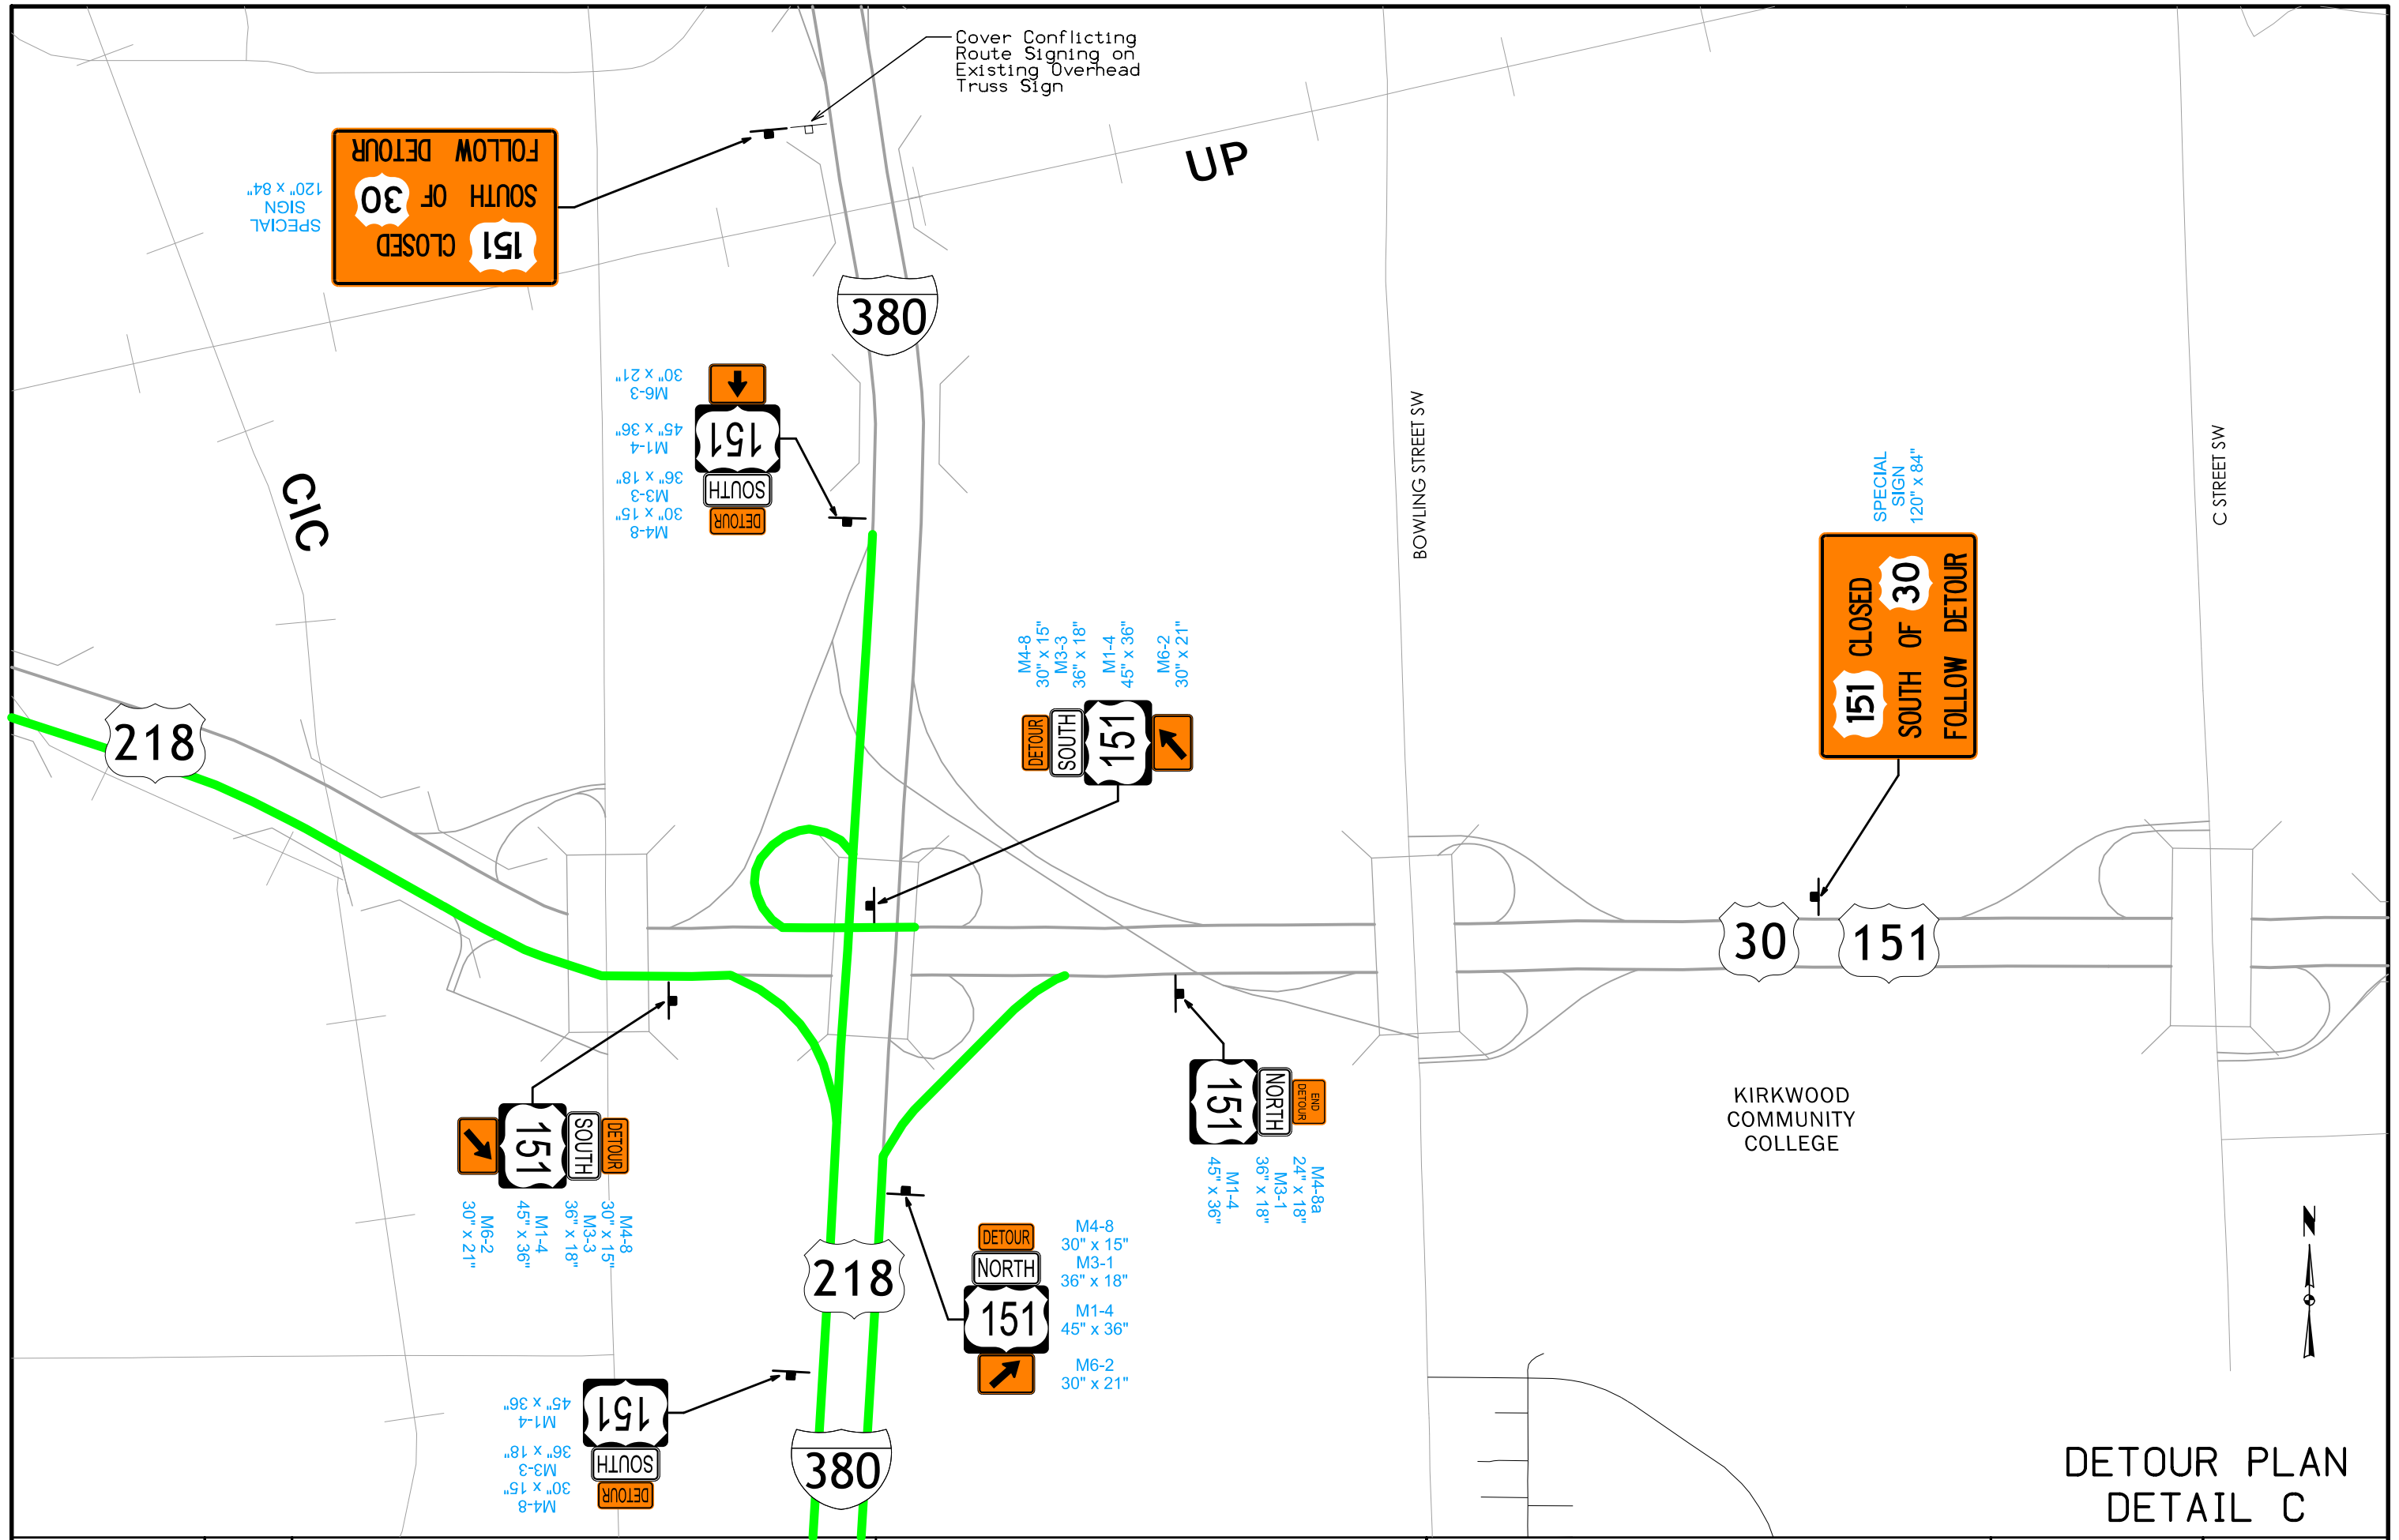 Cover Conflicting
Route Signing on
Existing Overhead
Truss Sign
UP
151 CLOSED
SOUTH OF 30
FOLLOW DETOUR
SPECIAL
SIGN
120" x 84"
380
DETOUR
SOUTH
151
M4-8
30" x 15"
M3-3
36" x 18"
M1-4
45" x 36"
M6-3
30" x 21"
CIC
BOWLING STREET SW
C STREET SW
SPECIAL
SIGN
120" x 84"
151 CLOSED
SOUTH OF 30
FOLLOW DETOUR
M4-8
30" x 15"
M3-3
36" x 18"
M1-4
45" x 36"
M6-2
30" x 21"
DETOUR
SOUTH
151
218
30
151
DETOUR
SOUTH
151
M4-8
30" x 15"
M3-3
36" x 18"
M1-4
45" x 36"
M6-2
30" x 21"
END
DETOUR
NORTH
151
M4-8a
24" x 18"
M3-1
36" x 18"
M1-4
45" x 36"
KIRKWOOD
COMMUNITY
COLLEGE
218
DETOUR
NORTH
151
M4-8
30" x 15"
M3-1
36" x 18"
M1-4
45" x 36"
M6-2
30" x 21"
N
DETOUR
SOUTH
151
M4-8
30" x 15"
M3-3
36" x 18"
M1-4
45" x 36"
380
DETOUR PLAN
DETAIL C